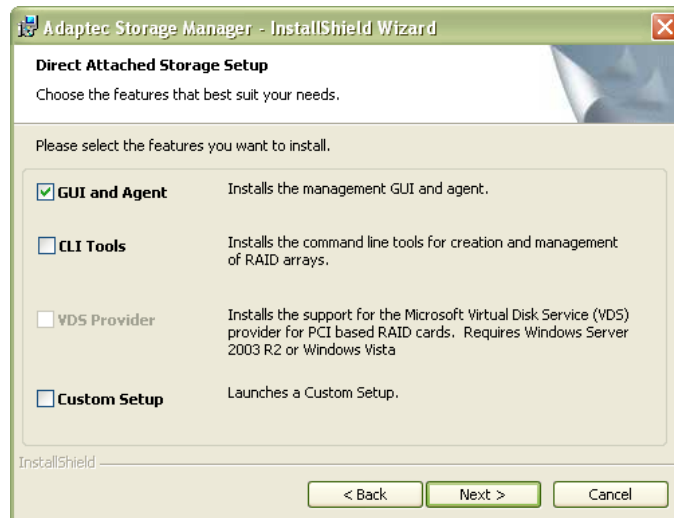 Adaptec Storage Manager - InstallShield Wizard
Direct Attached Storage Setup
Choose the features that best suit your needs.
Please select the features you want to install.
GUI and Agent
Installs the management GUI and agent.
CLI Tools
Installs the command line tools for creation and management
of RAID arrays.
VDS Provider
Installs the support for the Microsoft Virtual Disk Service (VDS)
provider for PCI based RAID cards.  Requires Windows Server
2003 R2 or Windows Vista
Custom Setup
Launches a Custom Setup.
InstallShield
< Back
Next >
Cancel